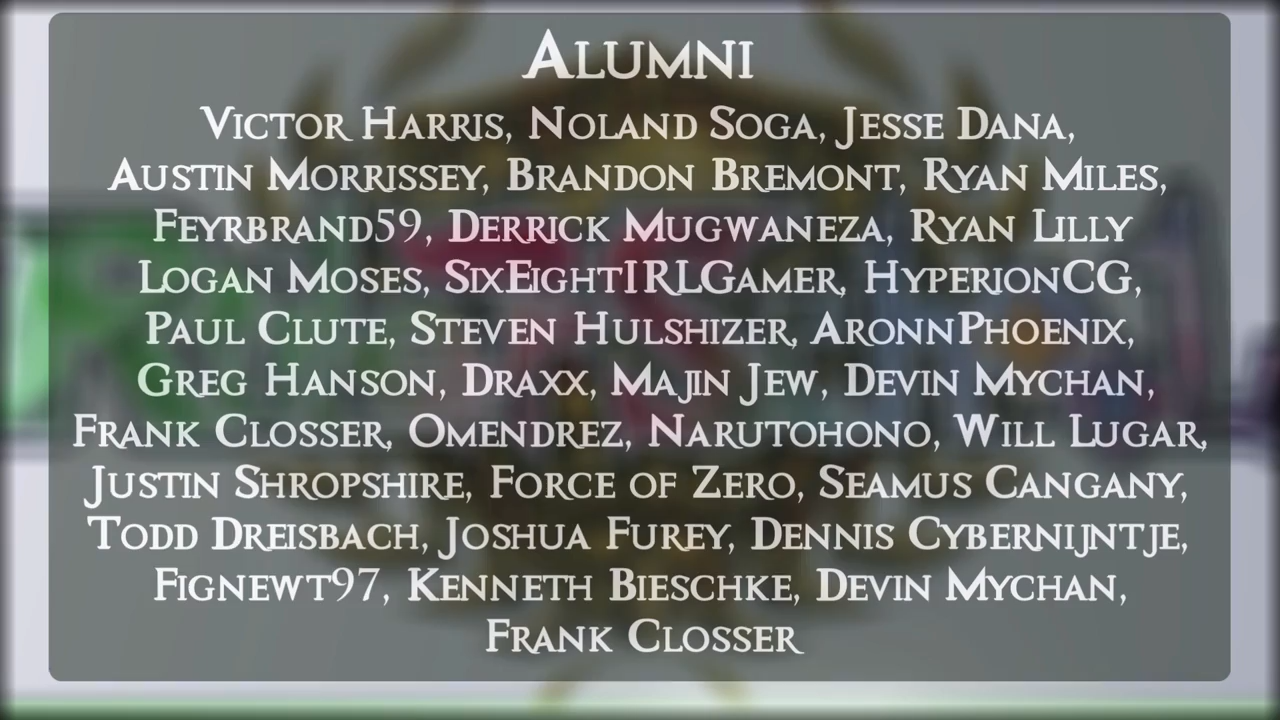 Alumni
Victor Harris, Noland Soga, Jesse Dana,
Austin Morrissey, Brandon Bremont, Ryan Miles,
Feyrbrand59, Derrick Mugwaneza, Ryan Lilly
Logan Moses, SixEightIRLGamer, HyperionCG,
Paul Clute, Steven Hulshizer, AronnPhoenix,
Greg Hanson, Draxx, Majin Jew, Devin Mychan,
Frank Closser, Omendrez, Narutohono, Will Lugar,
Justin Shropshire, Force of Zero, Seamus Cangany,
Todd Dreisbach, Joshua Furey, Dennis Cybernijntje,
Fignewt97, Kenneth Bieschke, Devin Mychan,
Frank Closser